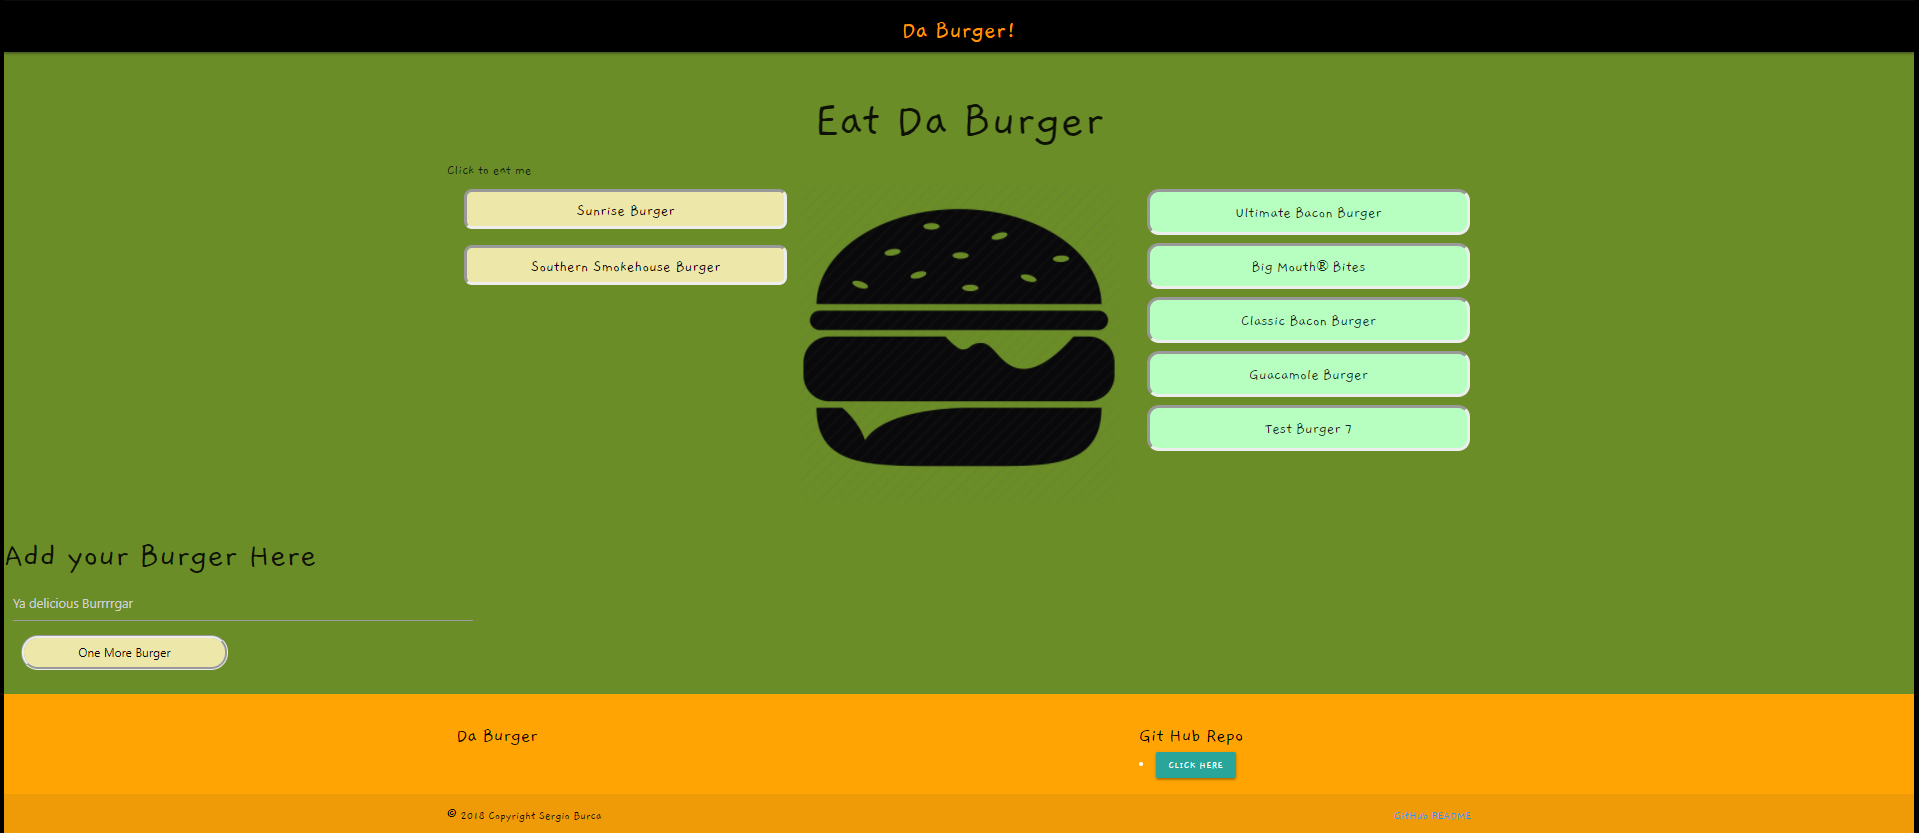 Da Burger!
Eat Da Burger
Click to eat me
Sunrise Burger
Southern Smokehouse Burger
Ultimate Bacon Burger
Big Mouth® Bites
Classic Bacon Burger
Guacamole Burger
Test Burger 7
Add your Burger Here
Ya delicious Burrrrgar
One More Burger
Da Burger
Git Hub Repo
CLICK HERE
© 2018 Copyright Sergio Burca
GitHub README